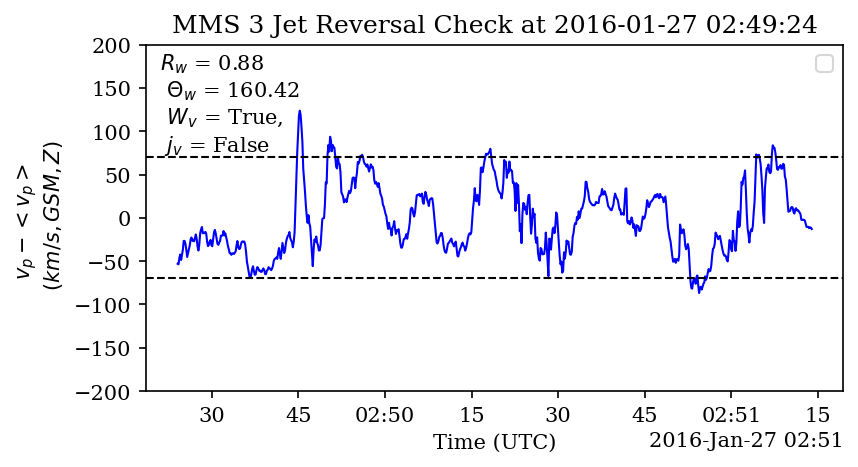 MMS 3 Jet Reversal Check at 2016-01-27 02:49:24
R_w = 0.88
Θ_w = 160.42
W_v = True,
j_v = False
v_p − < v_p >
(km/s, GSM, Z)
200
150
100
50
0
−50
−100
−150
−200
30
45
02:50
15
30
45
02:51
15
Time (UTC)
2016-Jan-27 02:51